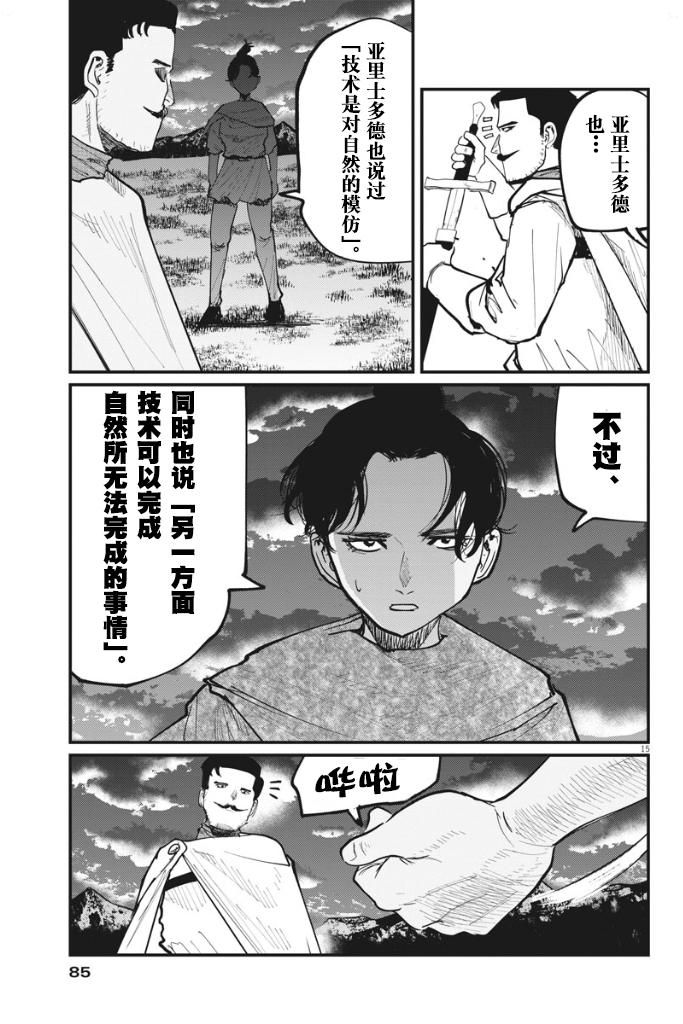 亚里士多德
也…
亚里士多德也说过
「技术是对自然的模仿」。
不过、
同时也说「另一方面
技术可以完成
自然所无法完成的事情」。
15
哗啦
85